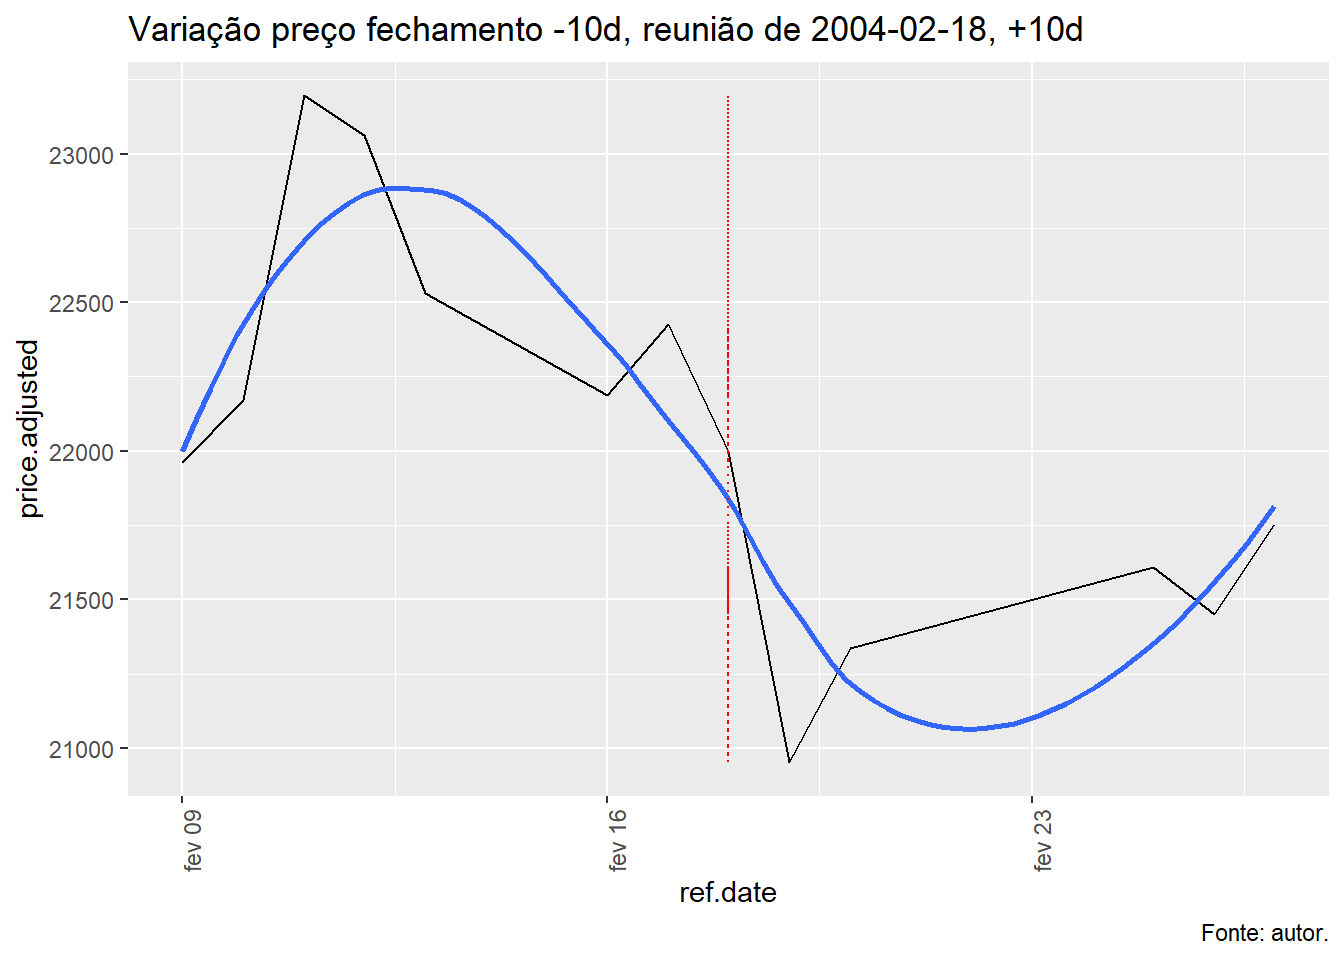 Variação preço fechamento -10d, reunião de 2004-02-18, +10d
price.adjusted
23000
22500
22000
21500
21000
fev 09
fev 16
fev 23
ref.date
Fonte: autor.